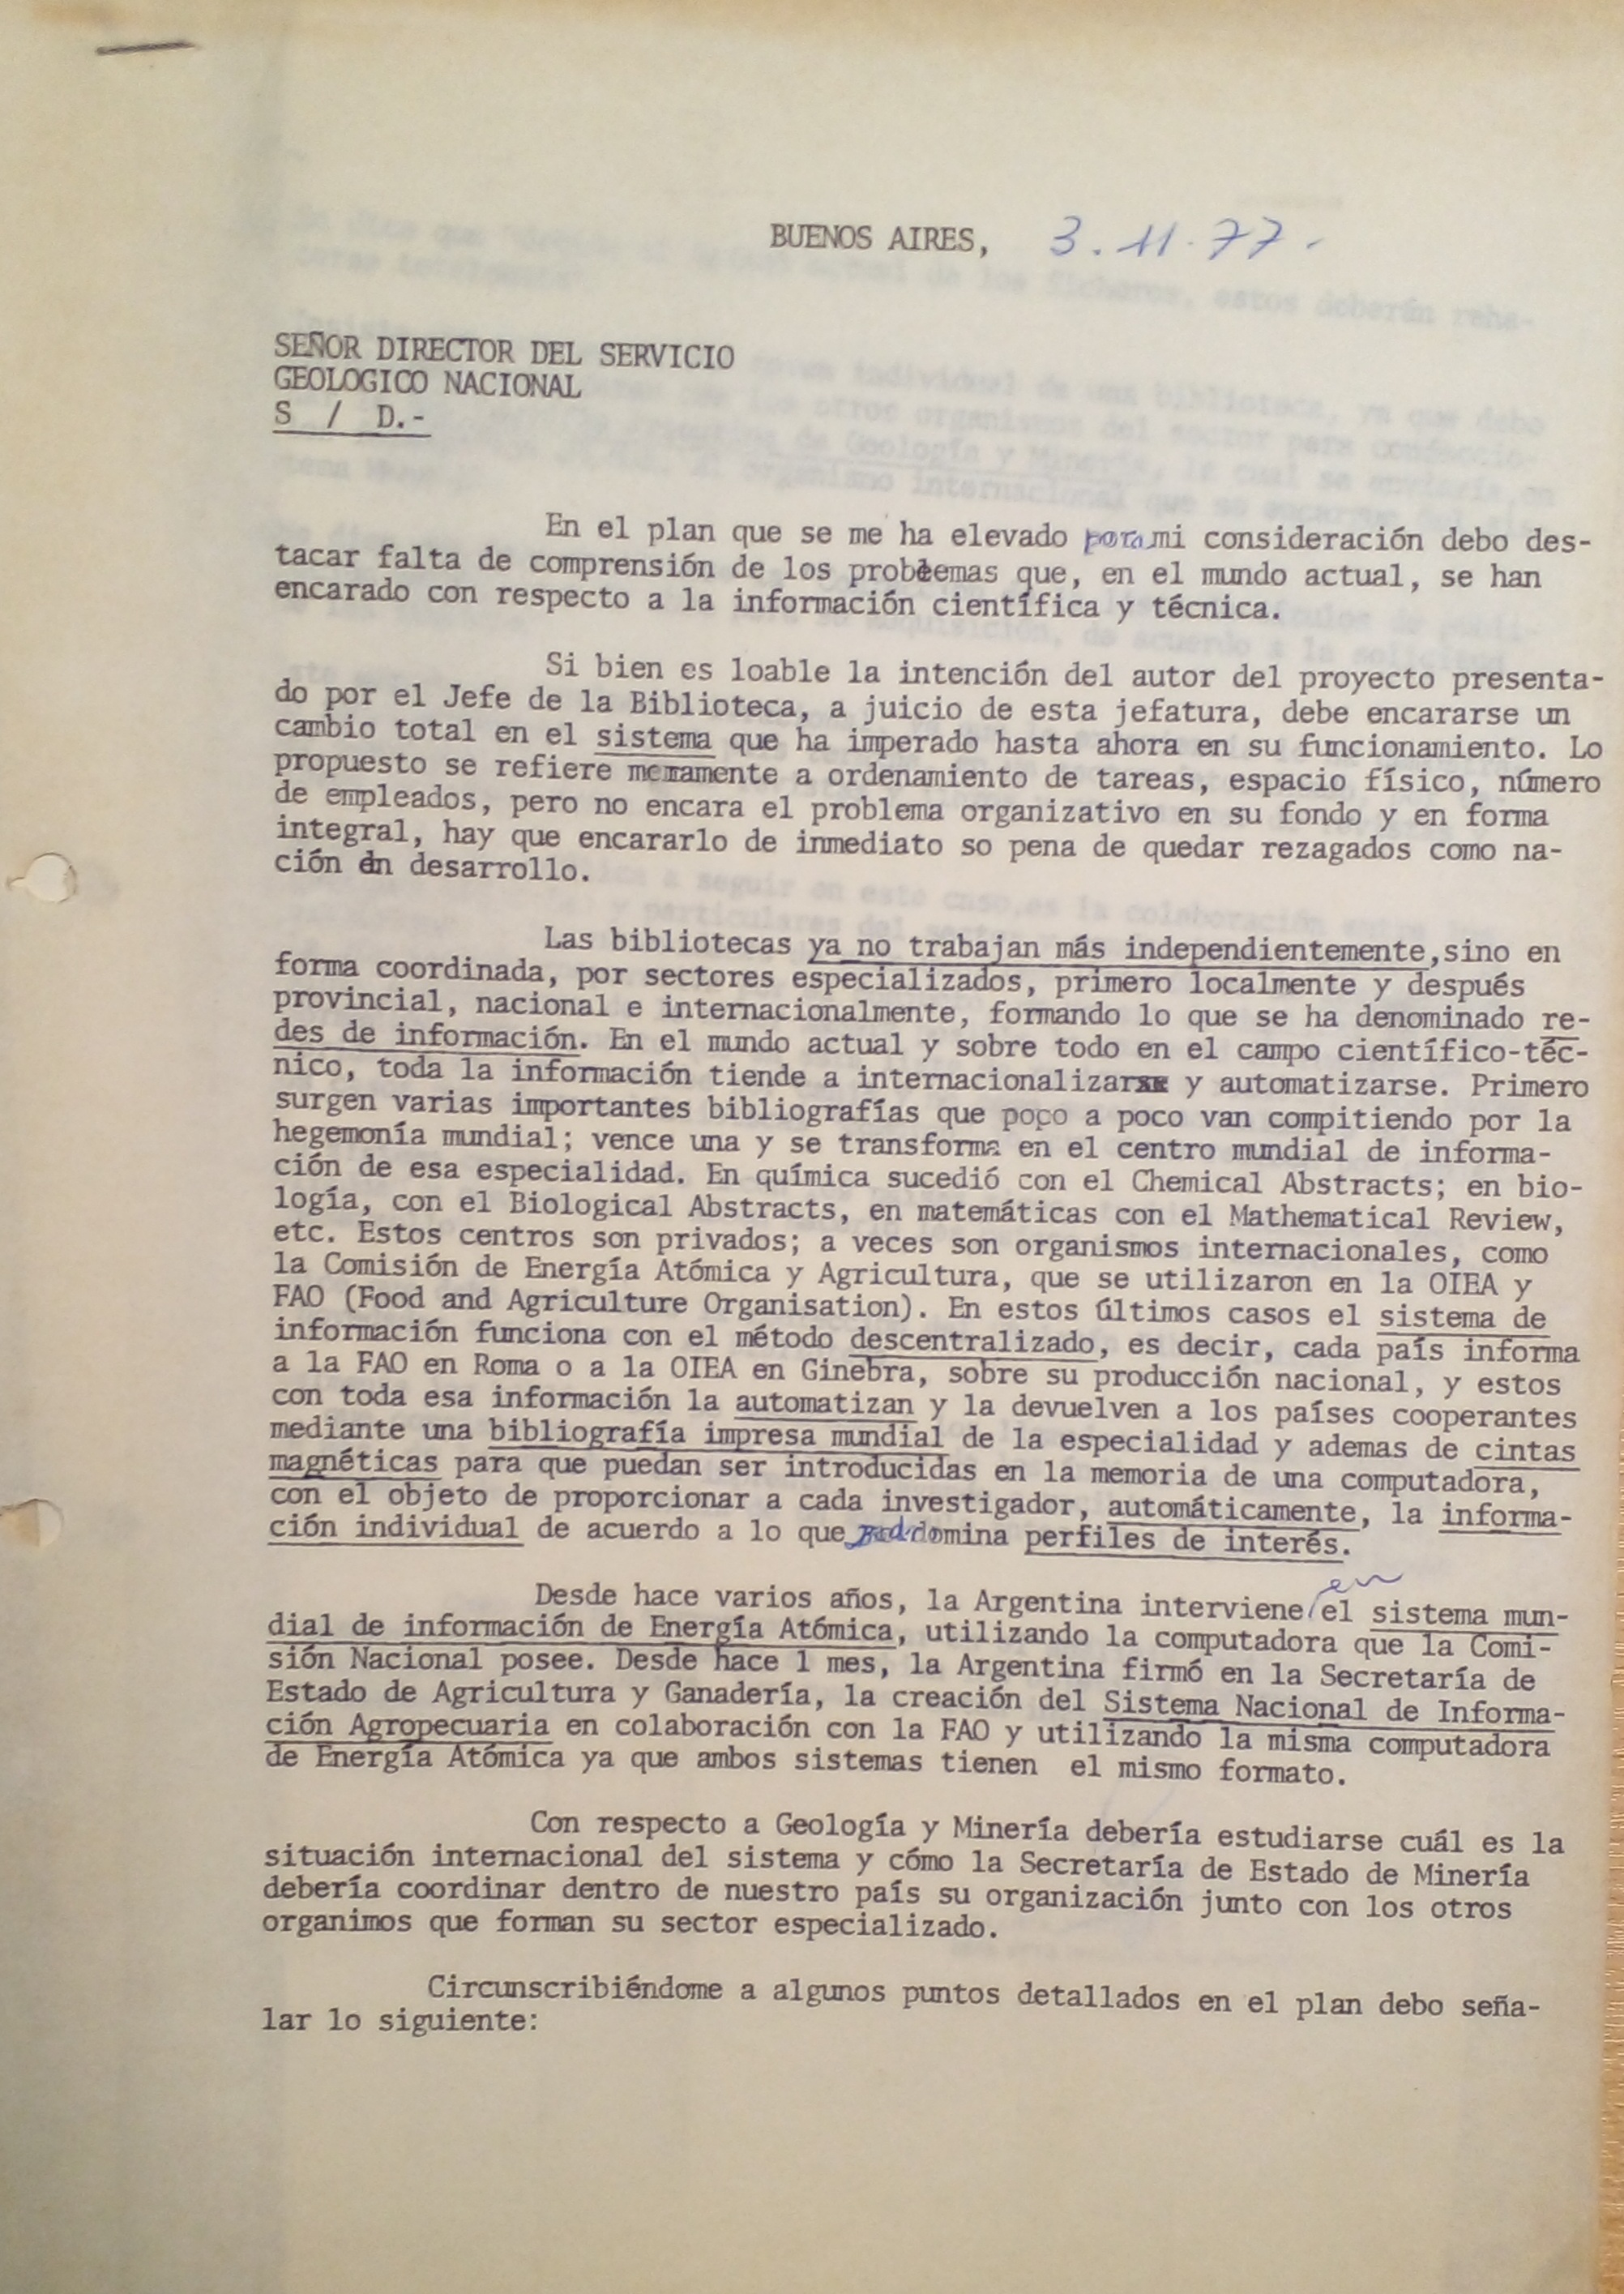 BUENOS AIRES, 3.11.77.
SEÑOR DIRECTOR DEL SERVICIO
GEOLOGICO NACIONAL
S / D.-
En el plan que se me ha elevado para mi consideración debo des-
tacar falta de comprensión de los problemas que, en el mundo actual, se han
encarado con respecto a la información científica y técnica.
Si bien es loable la intención del autor del proyecto presenta-
do por el Jefe de la Biblioteca, a juicio de esta jefatura, debe encararse un
cambio total en el sistema que ha imperado hasta ahora en su funcionamiento. Lo
propuesto se refiere meramente a ordenamiento de tareas, espacio físico, número
de empleados, pero no encara el problema organizativo en su fondo y en forma
integral, hay que encararlo de inmediato so pena de quedar rezagados como na-
ción en desarrollo.
Las bibliotecas ya no trabajan más independientemente,sino en
forma coordinada, por sectores especializados, primero localmente y después
provincial, nacional e internacionalmente, formando lo que se ha denominado re-
des de información. En el mundo actual y sobre todo en el campo científico-téc-
nico, toda la información tiende a internacionalizarse y automatizarse. Primero
surgen varias importantes bibliografías que poco a poco van compitiendo por la
hegemonía mundial; vence una y se transforma en el centro mundial de informa-
ción de esa especialidad. En química sucedió con el Chemical Abstracts; en bio-
logía, con el Biological Abstracts, en matemáticas con el Mathematical Review,
etc. Estos centros son privados; a veces son organismos internacionales, como
la Comisión de Energía Atómica y Agricultura, que se utilizaron en la OIEA y
FAO (Food and Agriculture Organisation). En estos últimos casos el sistema de
información funciona con el método descentralizado, es decir, cada país informa
a la FAO en Roma o a la OIEA en Ginebra, sobre su producción nacional, y estos
con toda esa información la automatizan y la devuelven a los países cooperantes
mediante una bibliografía impresa mundial de la especialidad y ademas de cintas
magnéticas para que puedan ser introducidas en la memoria de una computadora,
con el objeto de proporcionar a cada investigador, automáticamente, la informa-
ción individual de acuerdo a lo que domina perfiles de interés.
Desde hace varios años, la Argentina interviene en el sistema mun-
dial de información de Energía Atómica, utilizando la computadora que la Comi-
sión Nacional posee. Desde hace 1 mes, la Argentina firmó en la Secretaría de
Estado de Agricultura y Ganadería, la creación del Sistema Nacional de Informa-
ción Agropecuaria en colaboración con la FAO y utilizando la misma computadora
de Energía Atómica ya que ambos sistemas tienen el mismo formato.
Con respecto a Geología y Minería debería estudiarse cuál es la
situación internacional del sistema y cómo la Secretaría de Estado de Minería
debería coordinar dentro de nuestro país su organización junto con los otros
organimos que forman su sector especializado.
Circunscribiéndome a algunos puntos detallados en el plan debo seña-
lar lo siguiente: